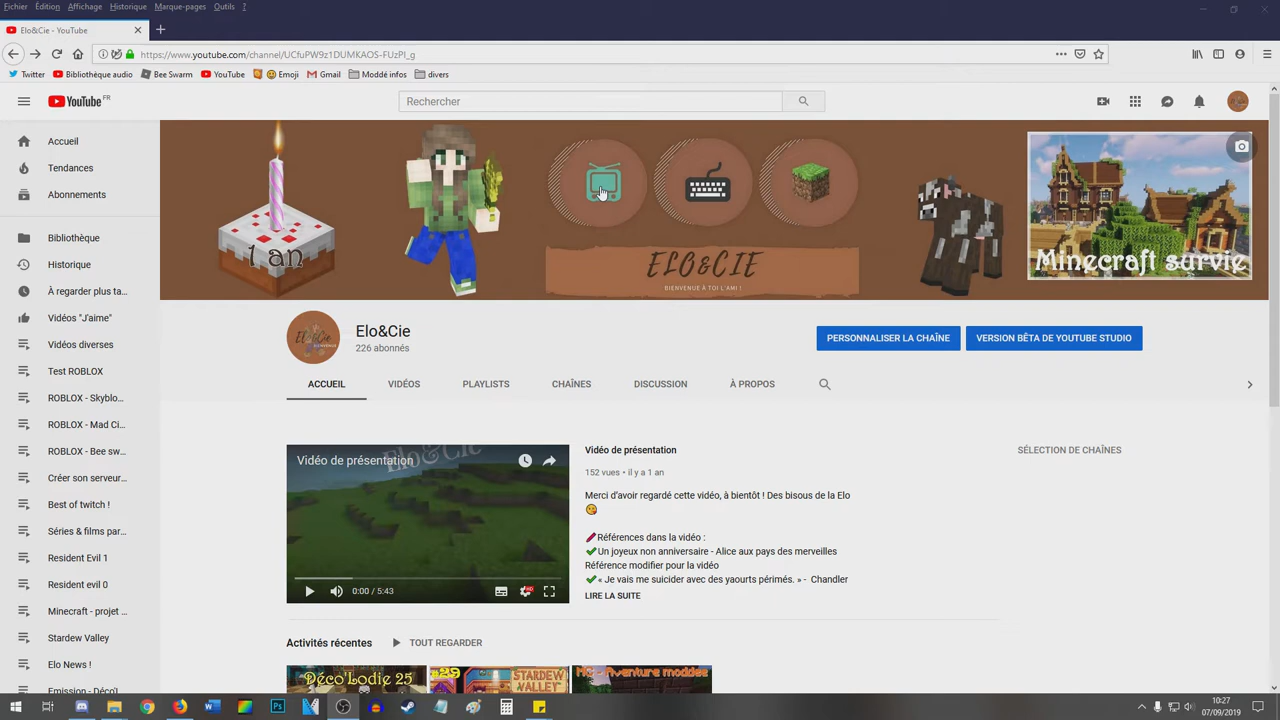 Fichier Édition Affichage Historique Marque-pages Outils ?
Elo&Cie - YouTube
https://www.youtube.com/channel/UCfuPW9z1DUMKAOS-FUzPI_g
Twitter Bibliothèque audio Bee Swarm YouTube Emoji Gmail Moddé infos divers
YouTube FR
Rechercher
Accueil
Tendances
Abonnements
Bibliothèque
Historique
À regarder plus ta...
Vidéos "J'aime"
Vidéos diverses
Test ROBLOX
ROBLOX - Skyblo...
ROBLOX - Mad Ci...
ROBLOX - Bee sw...
Créer son serveur...
Best of twitch !
Séries & films par...
Resident Evil 1
Resident evil 0
Minecraft - projet ...
Stardew Valley
Elo News !
Emission - Déco'l
1 an
ELO&CIE
BIENVENUE À TOI L'AMI !
Minecraft survie
Elo&Cie
226 abonnés
PERSONNALISER LA CHAÎNE
VERSION BÊTA DE YOUTUBE STUDIO
ACCUEIL VIDÉOS PLAYLISTS CHAÎNES DISCUSSION À PROPOS
Elo&Cie
Vidéo de présentation
0:00 / 5:43
Vidéo de présentation
152 vues • il y a 1 an
Merci d'avoir regardé cette vidéo, à bientôt ! Des bisous de la Elo
Références dans la vidéo :
Un joyeux non anniversaire - Alice aux pays des merveilles
Référence modifier pour la vidéo
« Je vais me suicider avec des yaourts périmés. » - Chandler
LIRE LA SUITE
SÉLECTION DE CHAÎNES
Activités récentes TOUT REGARDER
Déco'Lodie 25
#29 STARDEW VALLEY
MC - Aventure moddée
10:27
07/09/2019